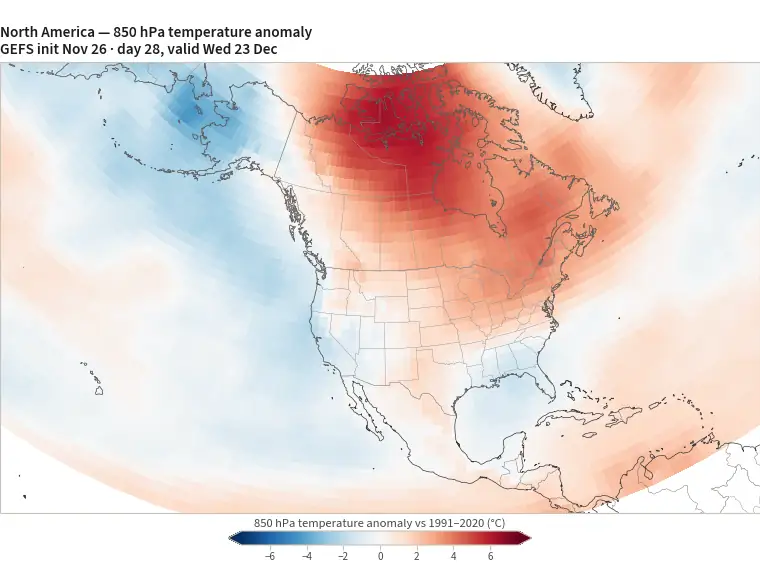 North America — 850 hPa temperature anomaly
GEFS init Nov 26 · day 28, valid Wed 23 Dec
850 hPa temperature anomaly vs 1991–2020 (°C)
−6 −4 −2 0 2 4 6